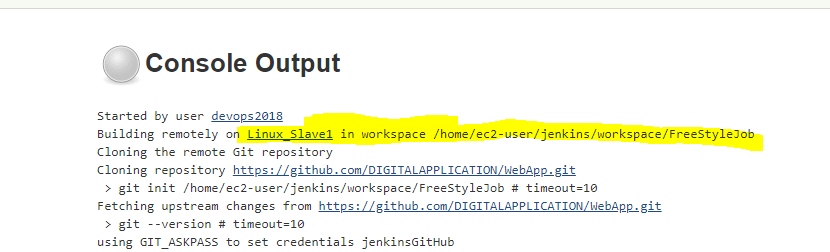 Console Output
Started by user devops2018
Building remotely on Linux_Slave1 in workspace /home/ec2-user/jenkins/workspace/FreeStyleJob
Cloning the remote Git repository
Cloning repository https://github.com/DIGITALAPPLICATION/WebApp.git
> git init /home/ec2-user/jenkins/workspace/FreeStyleJob # timeout=10
Fetching upstream changes from https://github.com/DIGITALAPPLICATION/WebApp.git
> git --version # timeout=10
using GIT_ASKPASS to set credentials jenkinsGitHub